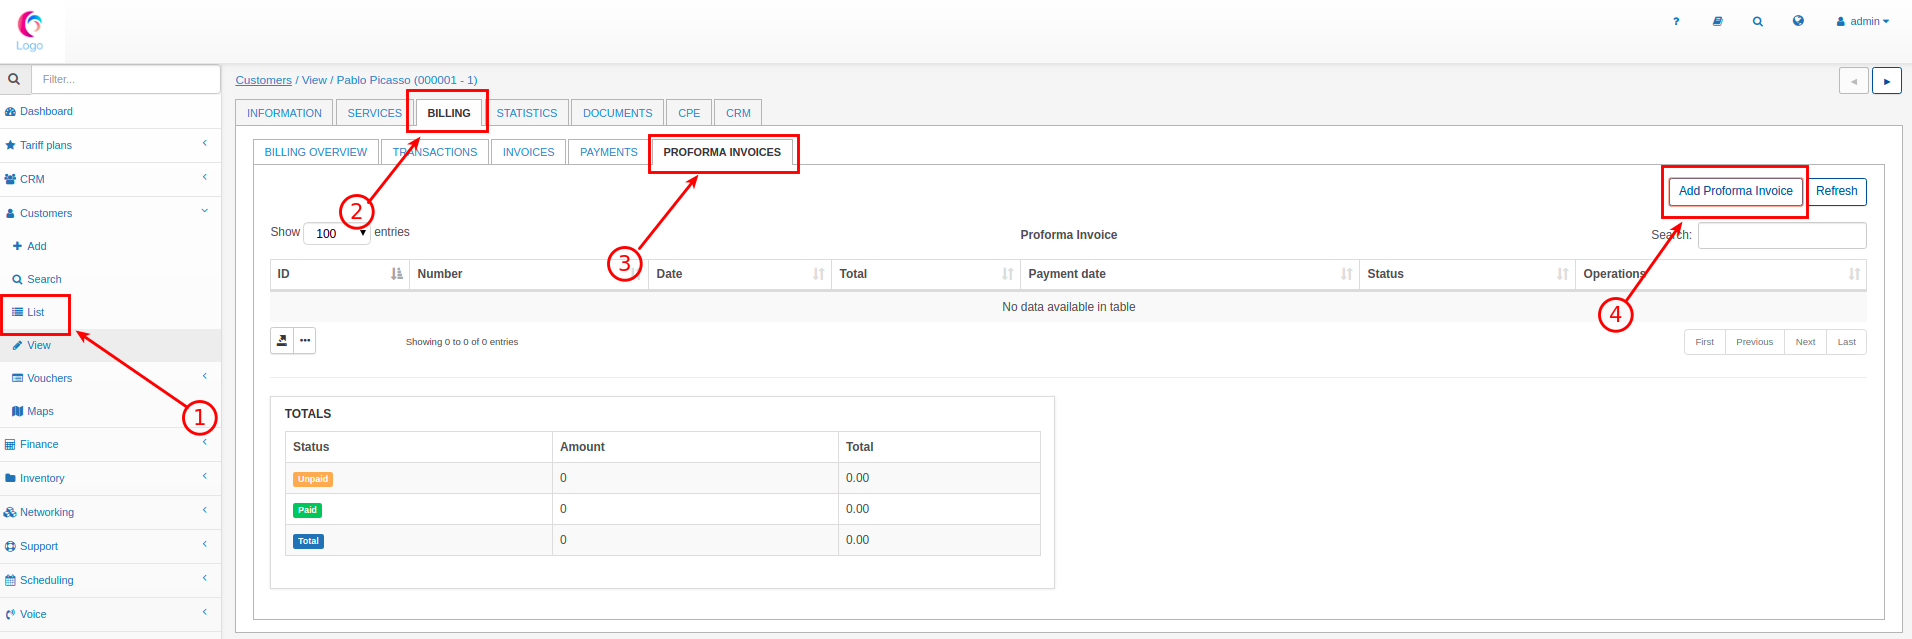 Logo
?
admin
Filter...
Customers / View / Pablo Picasso (000001 - 1)
Dashboard
Tariff plans
CRM
Customers
Add
Search
List
View
Vouchers
Maps
Finance
Inventory
Networking
Support
Scheduling
Voice
INFORMATION SERVICES BILLING STATISTICS DOCUMENTS CPE CRM
BILLING OVERVIEW TRANSACTIONS INVOICES PAYMENTS PROFORMA INVOICES
Add Proforma Invoice Refresh
Show 100 entries
Proforma Invoice
Search:
ID Number Date Total Payment date Status Operations
No data available in table
Showing 0 to 0 of 0 entries
First Previous Next Last
TOTALS
Status Amount Total
Unpaid 0 0.00
Paid 0 0.00
Total 0 0.00
1
2
3
4